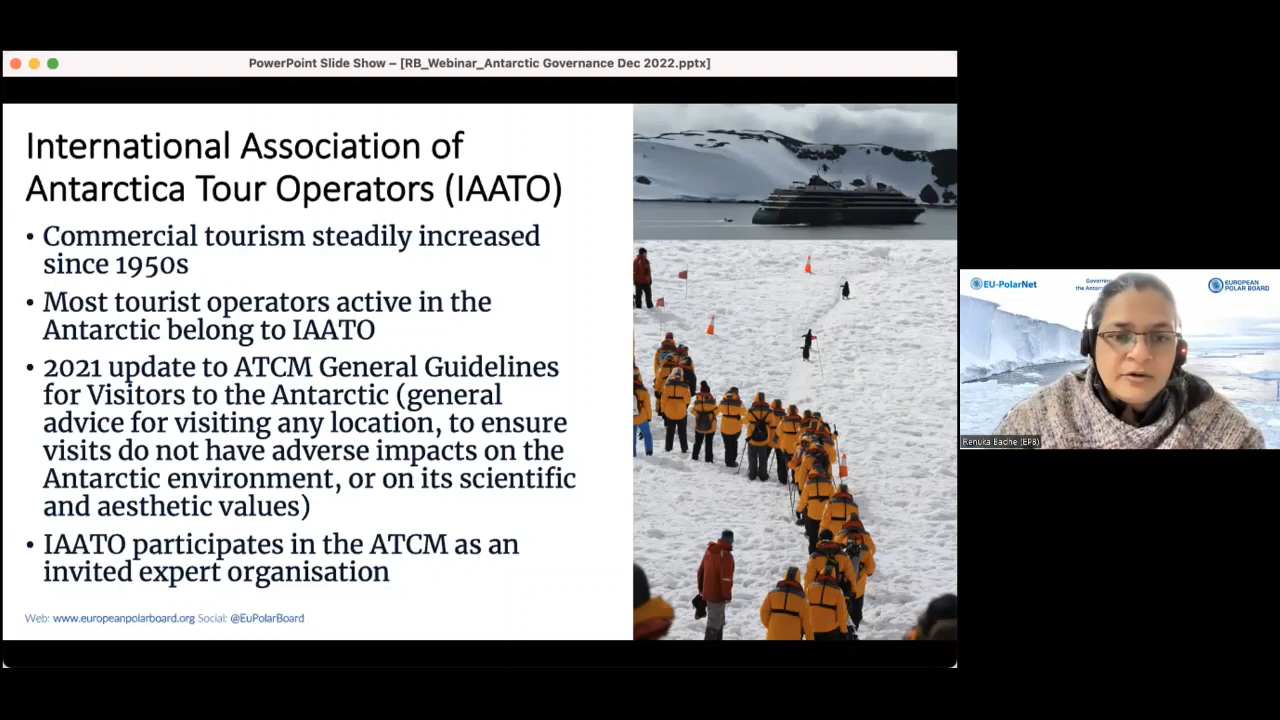 PowerPoint Slide Show – [RB_Webinar_Antarctic Governance Dec 2022.pptx]
International Association of
Antarctica Tour Operators (IAATO)
• Commercial tourism steadily increased
since 1950s
• Most tourist operators active in the
Antarctic belong to IAATO
• 2021 update to ATCM General Guidelines
for Visitors to the Antarctic (general
advice for visiting any location, to ensure
visits do not have adverse impacts on the
Antarctic environment, or on its scientific
and aesthetic values)
• IAATO participates in the ATCM as an
invited expert organisation
Web: www.europeanpolarboard.org Social: @EuPolarBoard
EU-PolarNet
the
EUROPEAN
POLAR BOARD
Renuka Badhe (EPB)